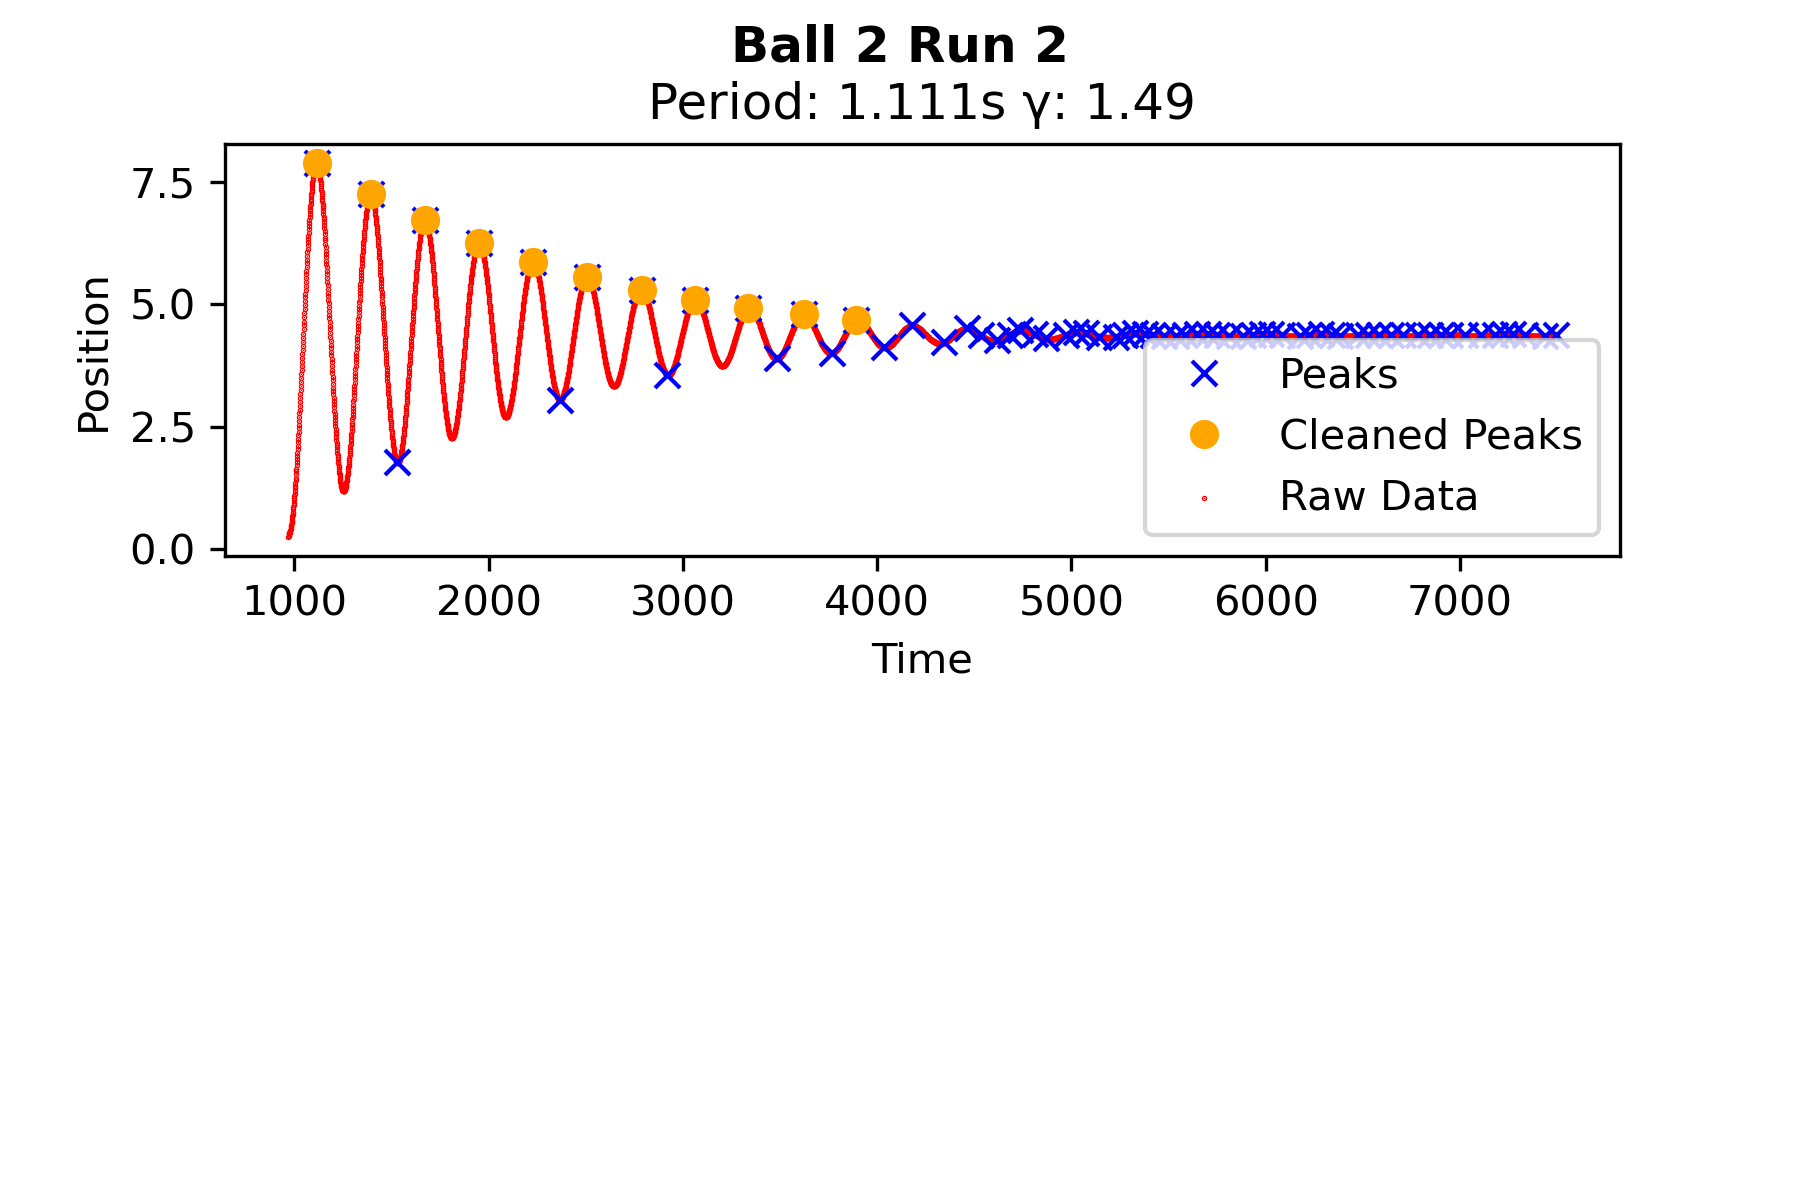 Ball 2 Run 2
Period: 1.111s γ: 1.49
7.5
5.0
2.5
0.0
Position
1000 2000 3000 4000 5000 6000 7000
Time
Peaks
Cleaned Peaks
Raw Data